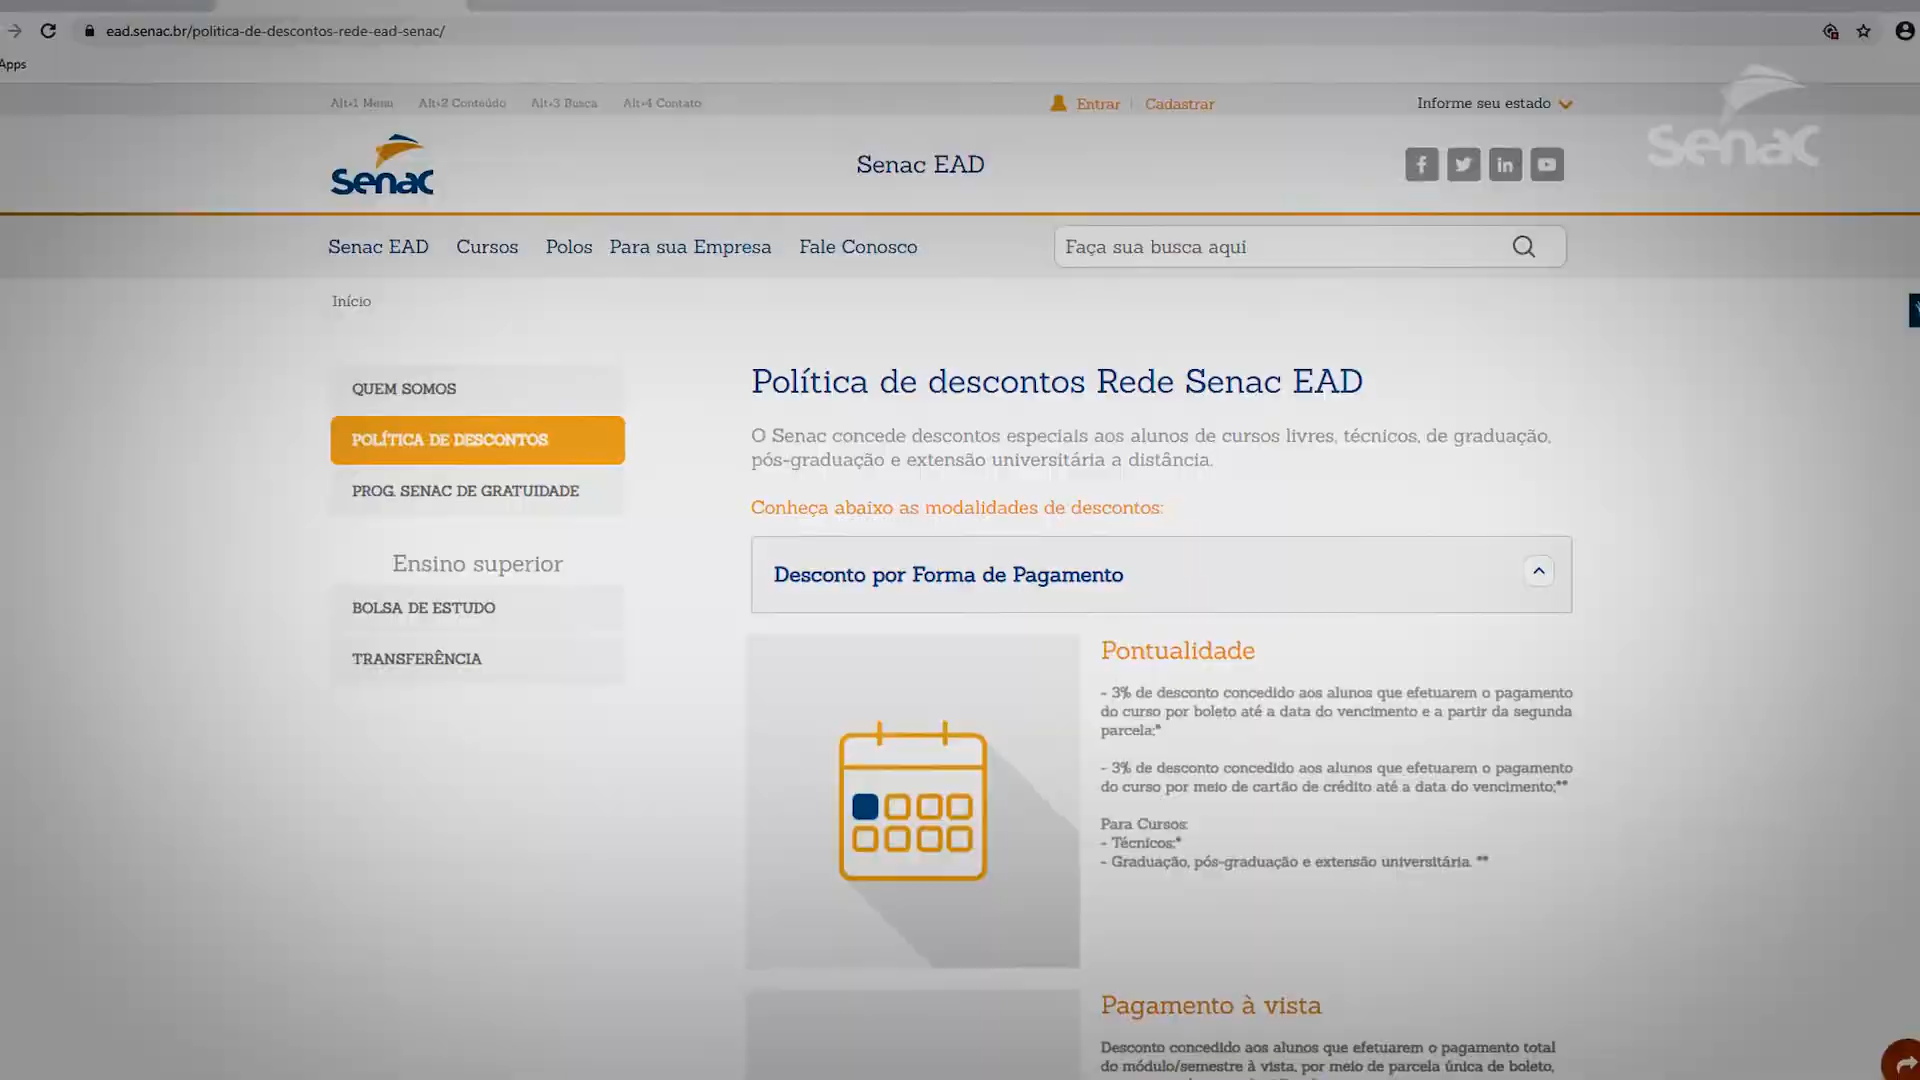 ead.senac.br/politica-de-descontos-rede-ead-senac/
Apps
Alt+1 Menu Alt+2 Conteúdo Alt+3 Busca Alt+4 Contato
Entrar | Cadastrar
Informe seu estado
senac
senac
Senac EAD
Senac EAD Cursos Polos Para sua Empresa Fale Conosco
Faça sua busca aqui
Início
QUEM SOMOS
POLÍTICA DE DESCONTOS
PROG. SENAC DE GRATUIDADE
Ensino superior
BOLSA DE ESTUDO
TRANSFERÊNCIA
Política de descontos Rede Senac EAD
O Senac concede descontos especiais aos alunos de cursos livres, técnicos, de graduação,
pós-graduação e extensão universitária a distância.
Conheça abaixo as modalidades de descontos:
Desconto por Forma de Pagamento
Pontualidade
- 3% de desconto concedido aos alunos que efetuarem o pagamento
do curso por boleto até a data do vencimento e a partir da segunda
parcela;*
- 3% de desconto concedido aos alunos que efetuarem o pagamento
do curso por meio de cartão de crédito até a data do vencimento;**
Para Cursos:
- Técnicos;*
- Graduação, pós-graduação e extensão universitária. **
Pagamento à vista
Desconto concedido aos alunos que efetuarem o pagamento total
do módulo/semestre à vista, por meio de parcela única de boleto,